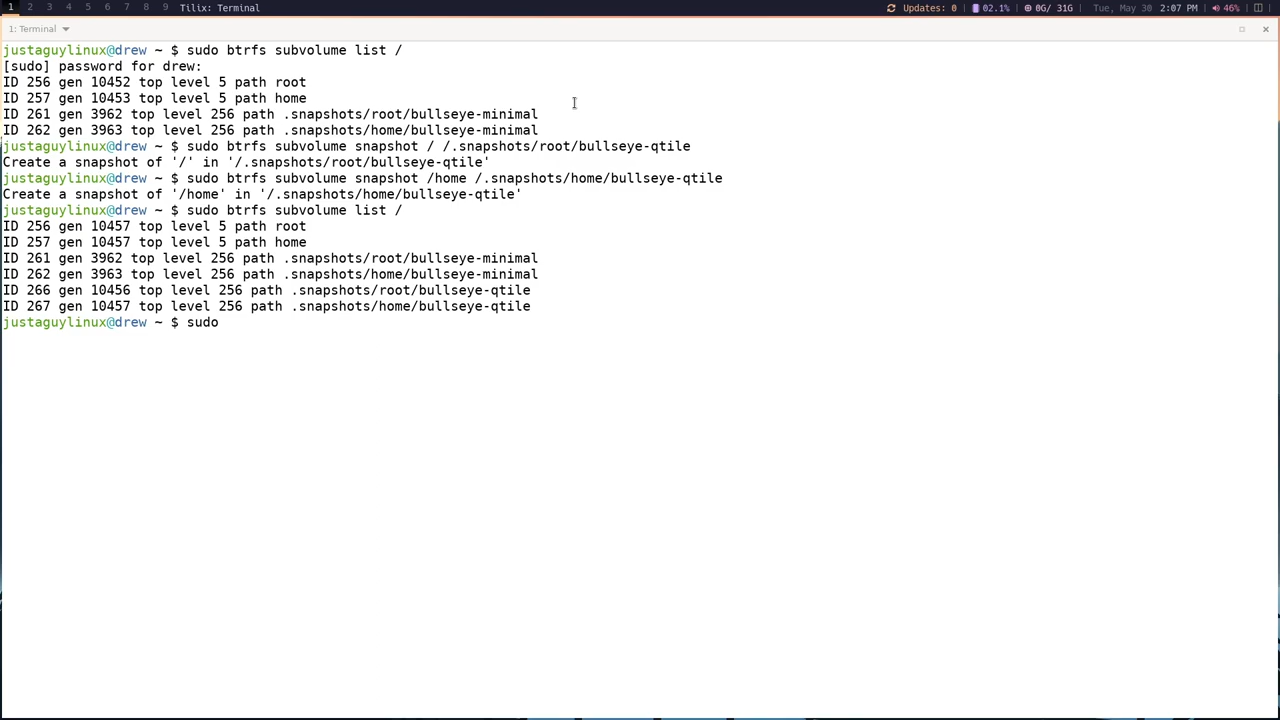 1 2 3 4 5 6 7 8 9 Tilix: Terminal Updates: 0 | 02.1% | 0G/ 31G | Tue, May 30 2:07 PM | 46% |
1: Terminal
justaguylinux@drew ~ $ sudo btrfs subvolume list /
[sudo] password for drew:
ID 256 gen 10452 top level 5 path root
ID 257 gen 10453 top level 5 path home
ID 261 gen 3962 top level 256 path .snapshots/root/bullseye-minimal
ID 262 gen 3963 top level 256 path .snapshots/home/bullseye-minimal
justaguylinux@drew ~ $ sudo btrfs subvolume snapshot / /.snapshots/root/bullseye-qtile
Create a snapshot of '/' in '/.snapshots/root/bullseye-qtile'
justaguylinux@drew ~ $ sudo btrfs subvolume snapshot /home /.snapshots/home/bullseye-qtile
Create a snapshot of '/home' in '/.snapshots/home/bullseye-qtile'
justaguylinux@drew ~ $ sudo btrfs subvolume list /
ID 256 gen 10457 top level 5 path root
ID 257 gen 10457 top level 5 path home
ID 261 gen 3962 top level 256 path .snapshots/root/bullseye-minimal
ID 262 gen 3963 top level 256 path .snapshots/home/bullseye-minimal
ID 266 gen 10456 top level 256 path .snapshots/root/bullseye-qtile
ID 267 gen 10457 top level 256 path .snapshots/home/bullseye-qtile
justaguylinux@drew ~ $ sudo